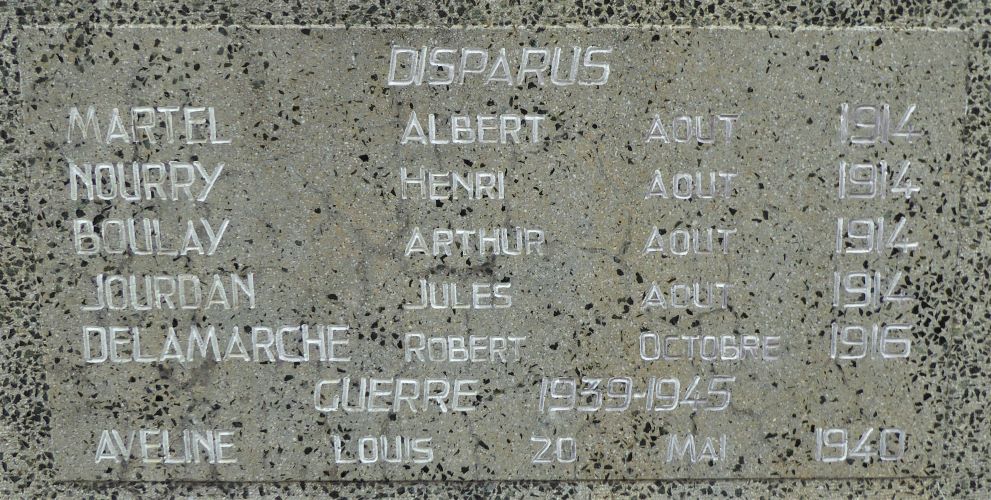 DISPARUS
MARTEL ALBERT AOUT 1914
NOURRY HENRI AOUT 1914
BOULAY ARTHUR AOUT 1914
JOURDAN JULES AOUT 1914
DELAMARCHE ROBERT OCTOBRE 1916
GUERRE 1939-1945
AVELINE LOUIS 20 MAI 1940